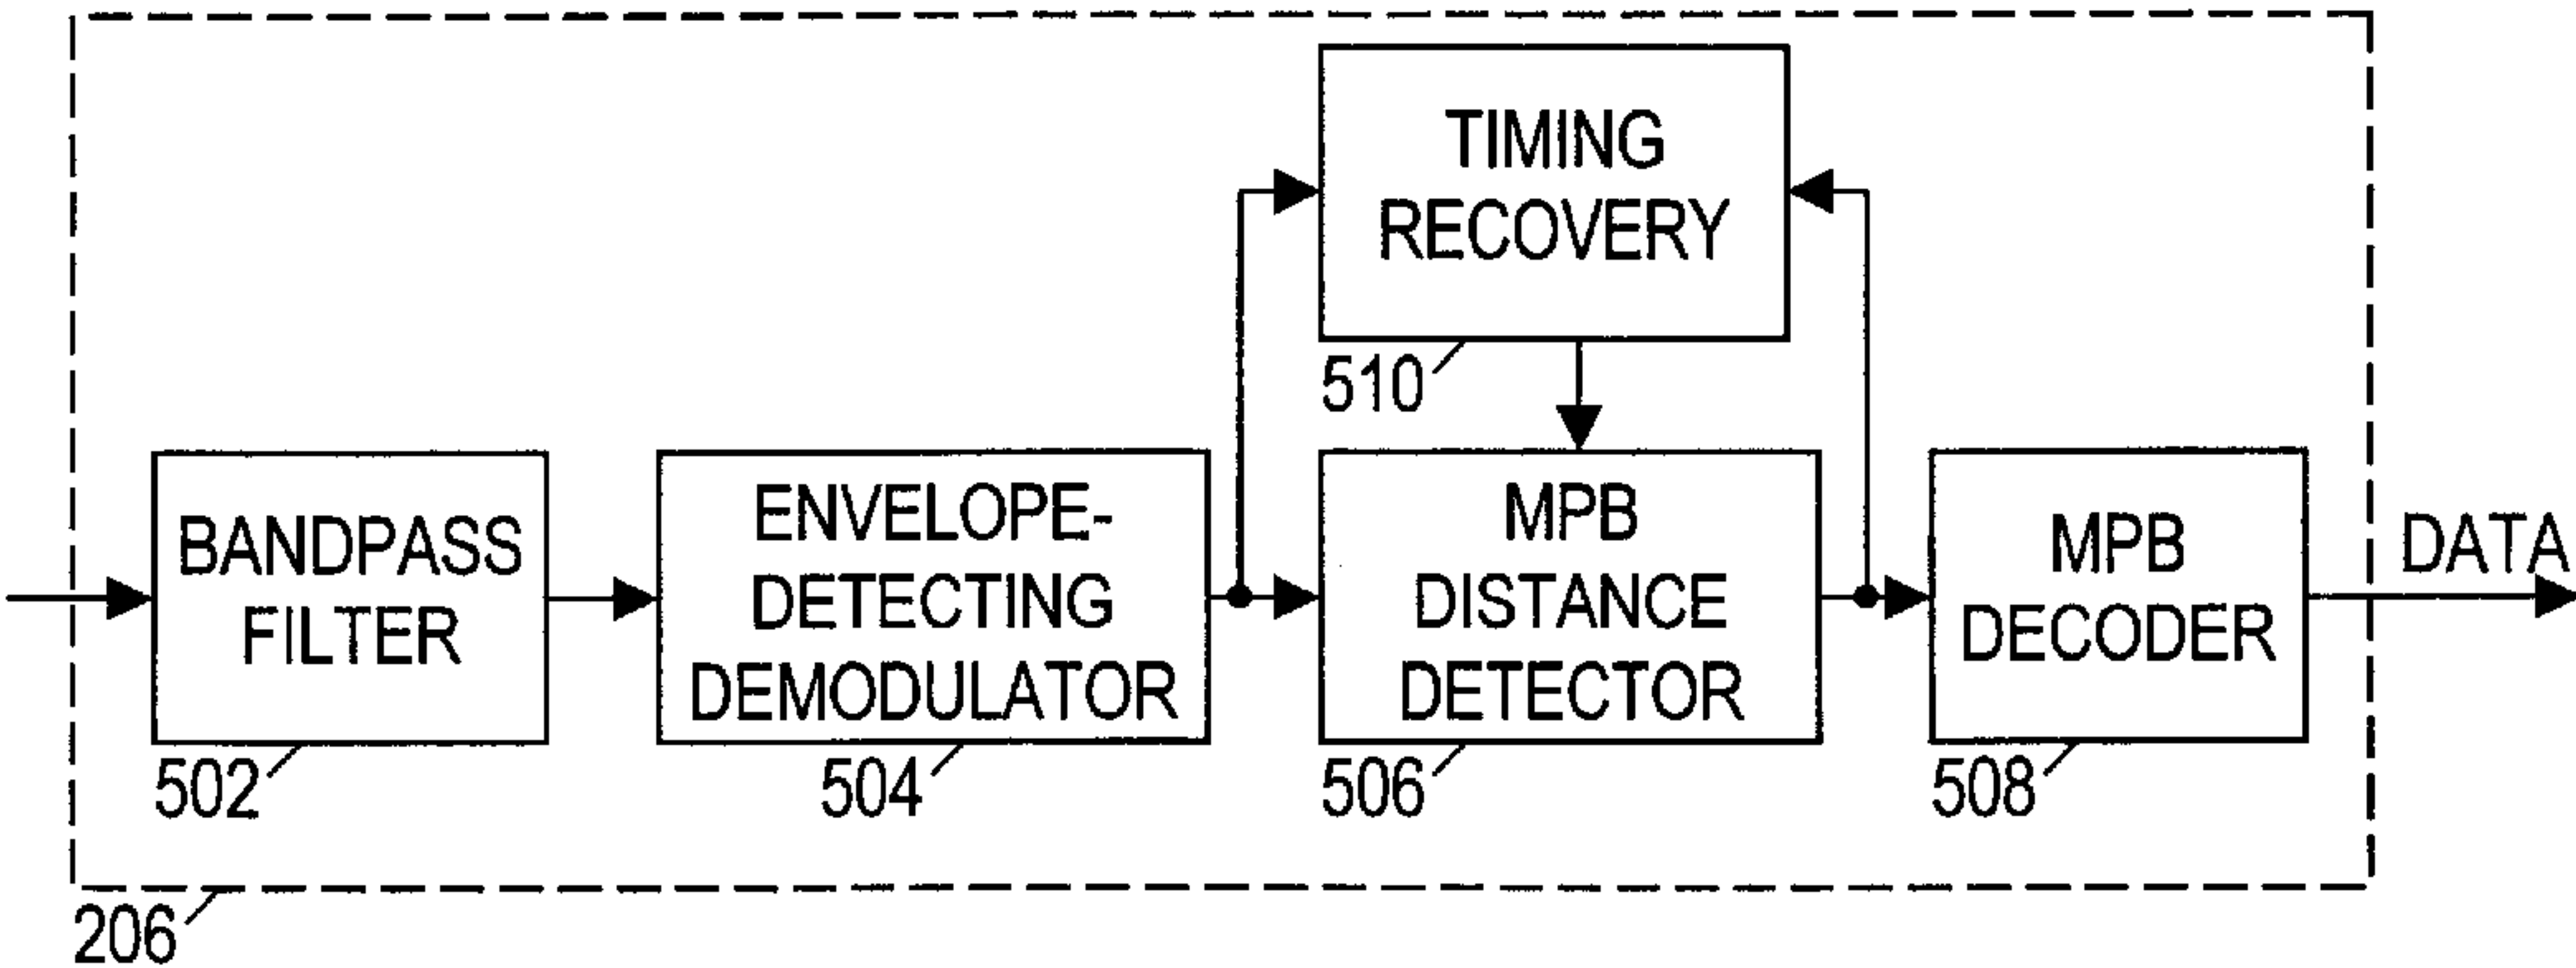 TIMING
RECOVERY
510
BANDPASS
FILTER
502
ENVELOPE-
DETECTING
DEMODULATOR
504
MPB
DISTANCE
DETECTOR
506
MPB
DECODER
508
DATA
206